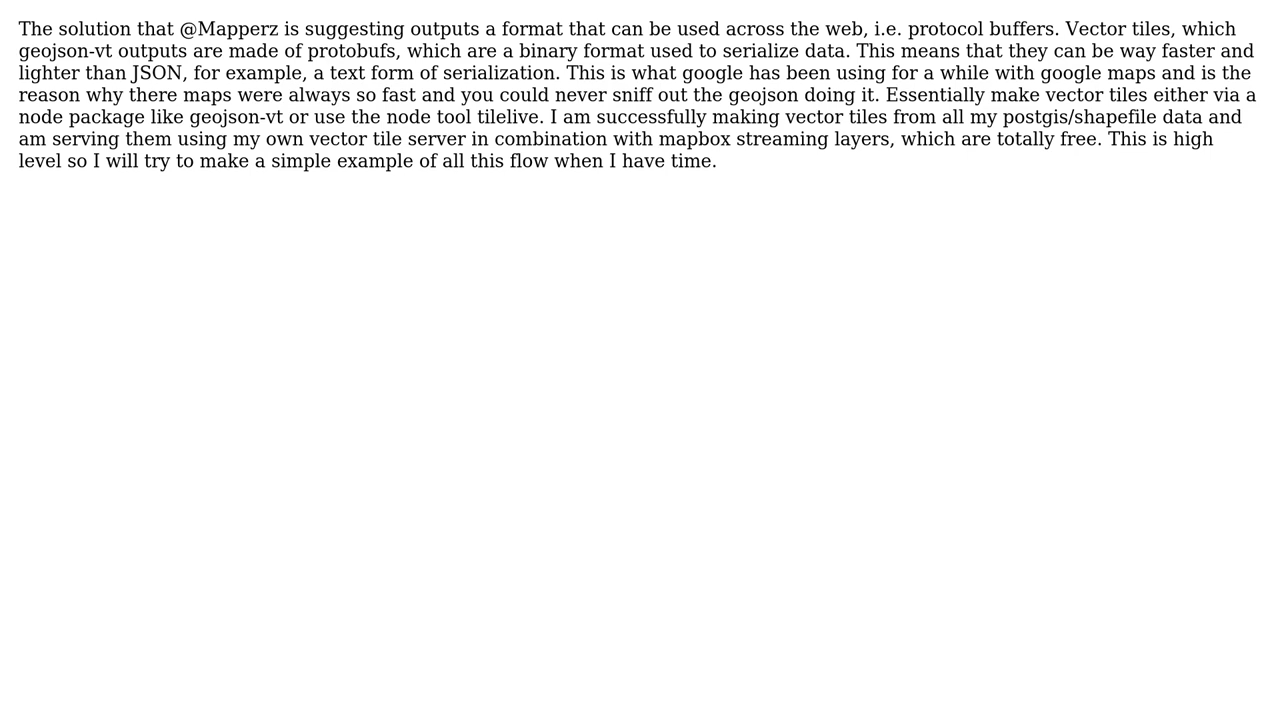 The solution that @Mapperz is suggesting outputs a format that can be used across the web, i.e. protocol buffers. Vector tiles, which
geojson-vt outputs are made of protobufs, which are a binary format used to serialize data. This means that they can be way faster and
lighter than JSON, for example, a text form of serialization. This is what google has been using for a while with google maps and is the
reason why there maps were always so fast and you could never sniff out the geojson doing it. Essentially make vector tiles either via a
node package like geojson-vt or use the node tool tilelive. I am successfully making vector tiles from all my postgis/shapefile data and
am serving them using my own vector tile server in combination with mapbox streaming layers, which are totally free. This is high
level so I will try to make a simple example of all this flow when I have time.